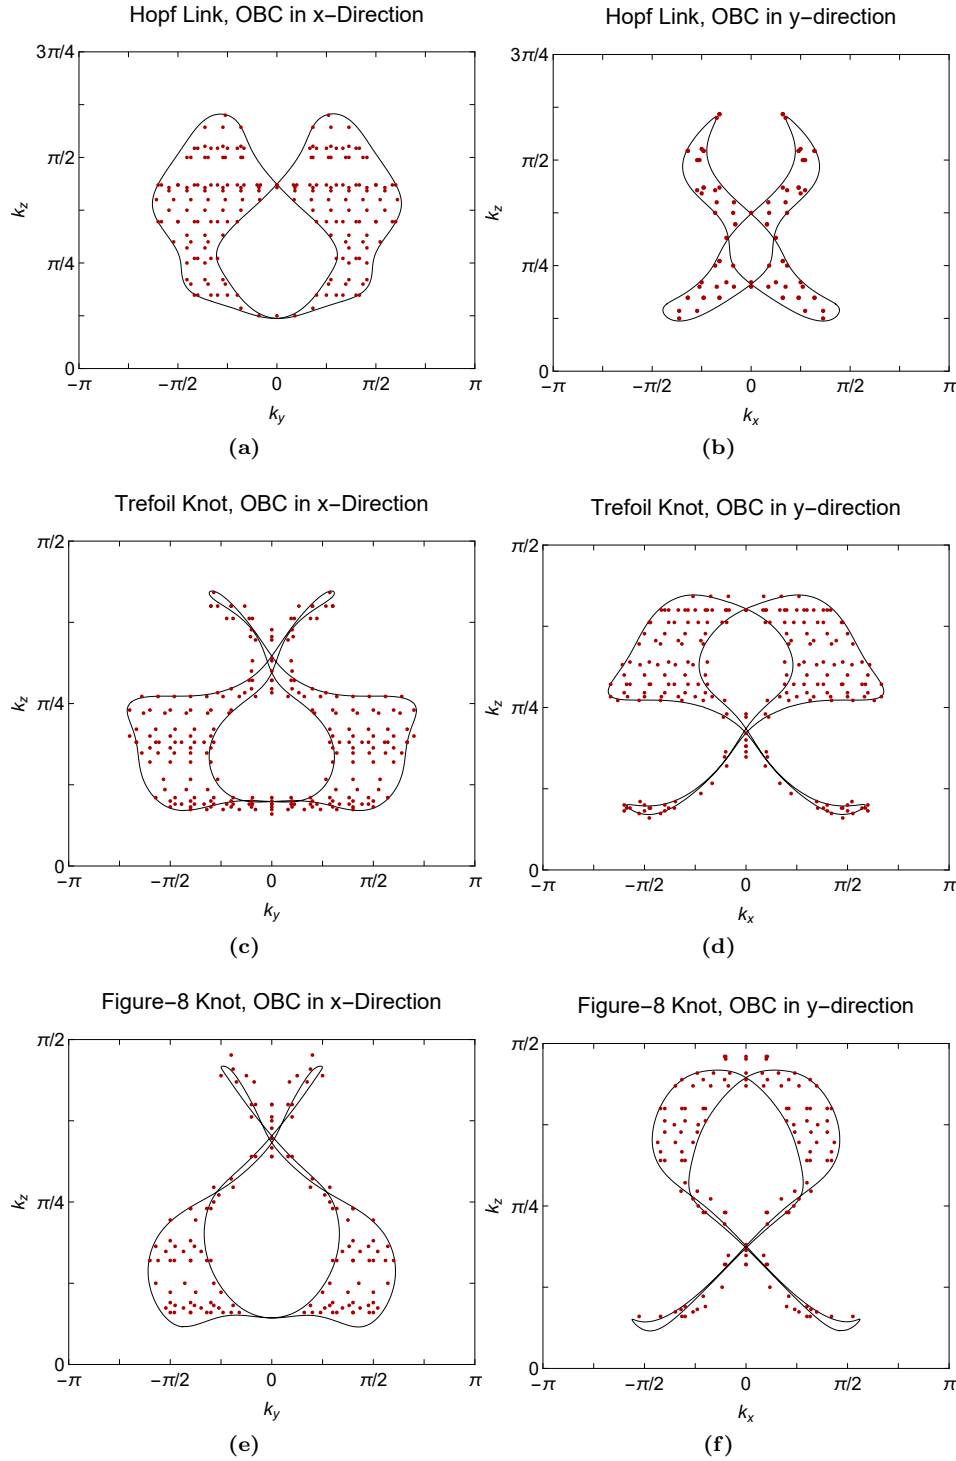 Hopf Link, OBC in x-Direction
3π/4
π/2
k_z
π/4
0
−π
−π/2
0
π/2
π
k_y
(a)
Hopf Link, OBC in y-direction
3π/4
π/2
k_z
π/4
0
−π
−π/2
0
π/2
π
k_x
(b)
Trefoil Knot, OBC in x-Direction
π/2
k_z
π/4
0
−π
−π/2
0
π/2
π
k_y
(c)
Trefoil Knot, OBC in y-direction
π/2
k_z
π/4
0
−π
−π/2
0
π/2
π
k_x
(d)
Figure-8 Knot, OBC in x-Direction
π/2
k_z
π/4
0
−π
−π/2
0
π/2
π
k_y
(e)
Figure-8 Knot, OBC in y-direction
π/2
k_z
π/4
0
−π
−π/2
0
π/2
π
k_x
(f)